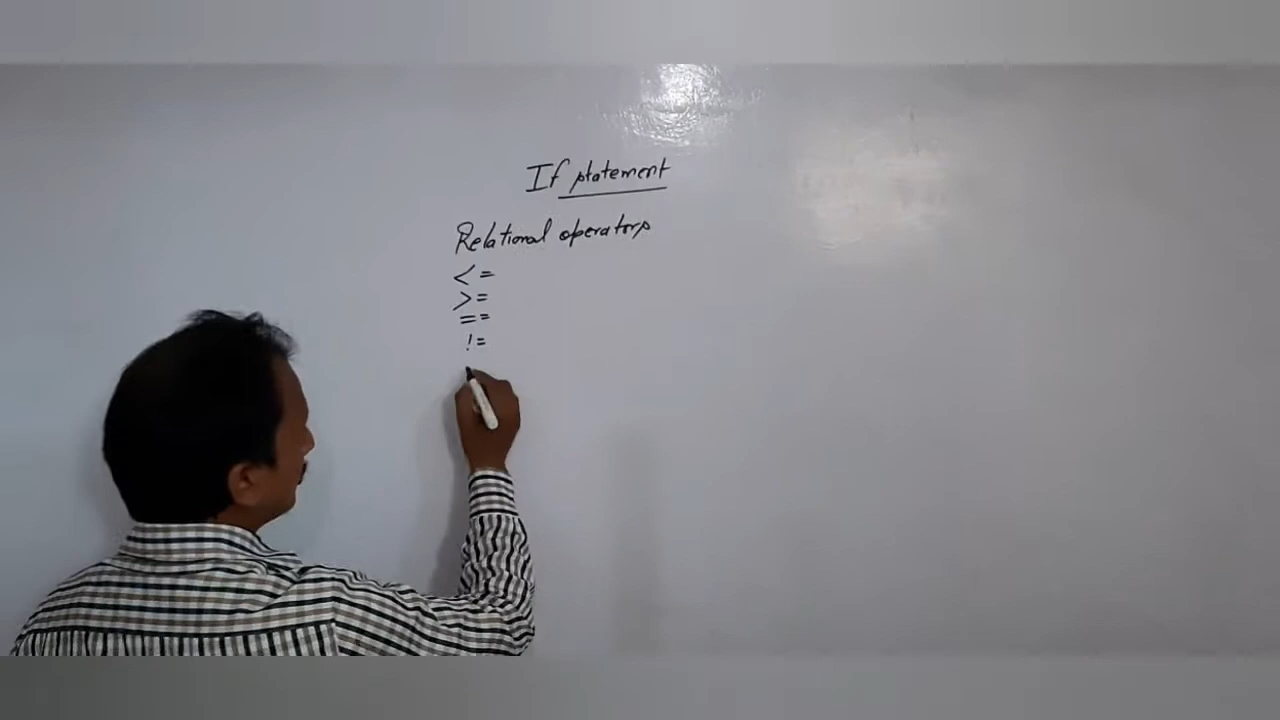 If statement
Relational operators
<=
>=
==
!=